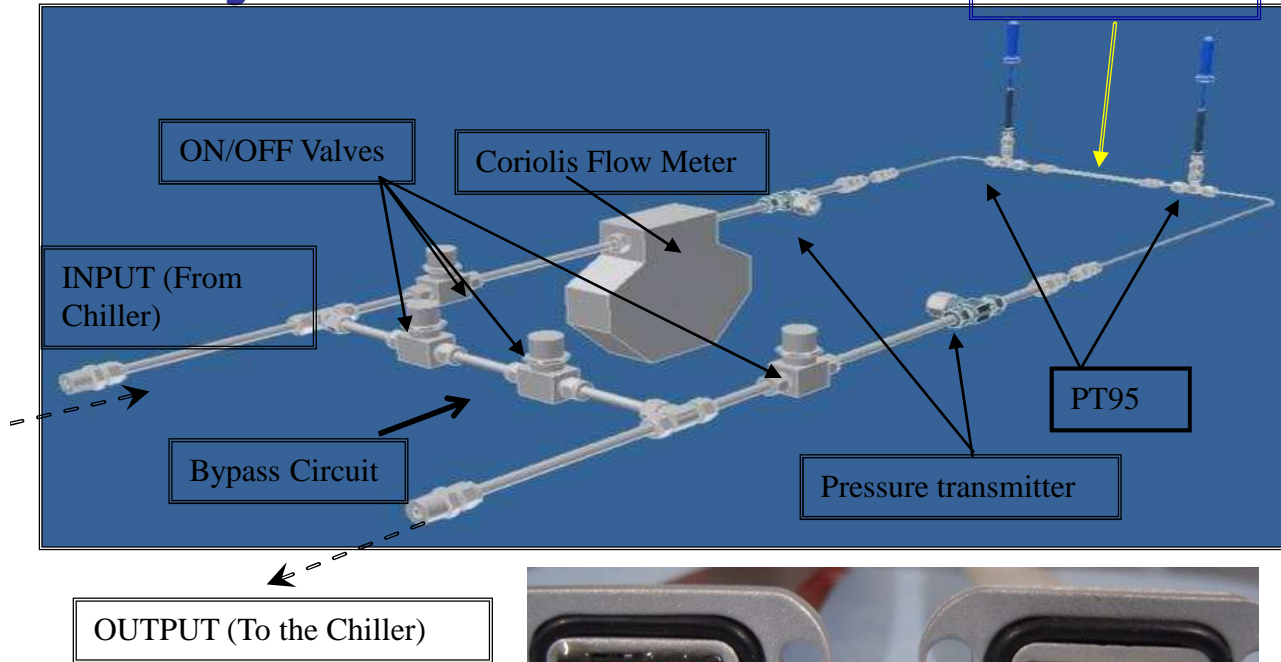 ON/OFF Valves
Coriolis Flow Meter
INPUT (From
Chiller)
PT95
Bypass Circuit
Pressure transmitter
OUTPUT (To the Chiller)